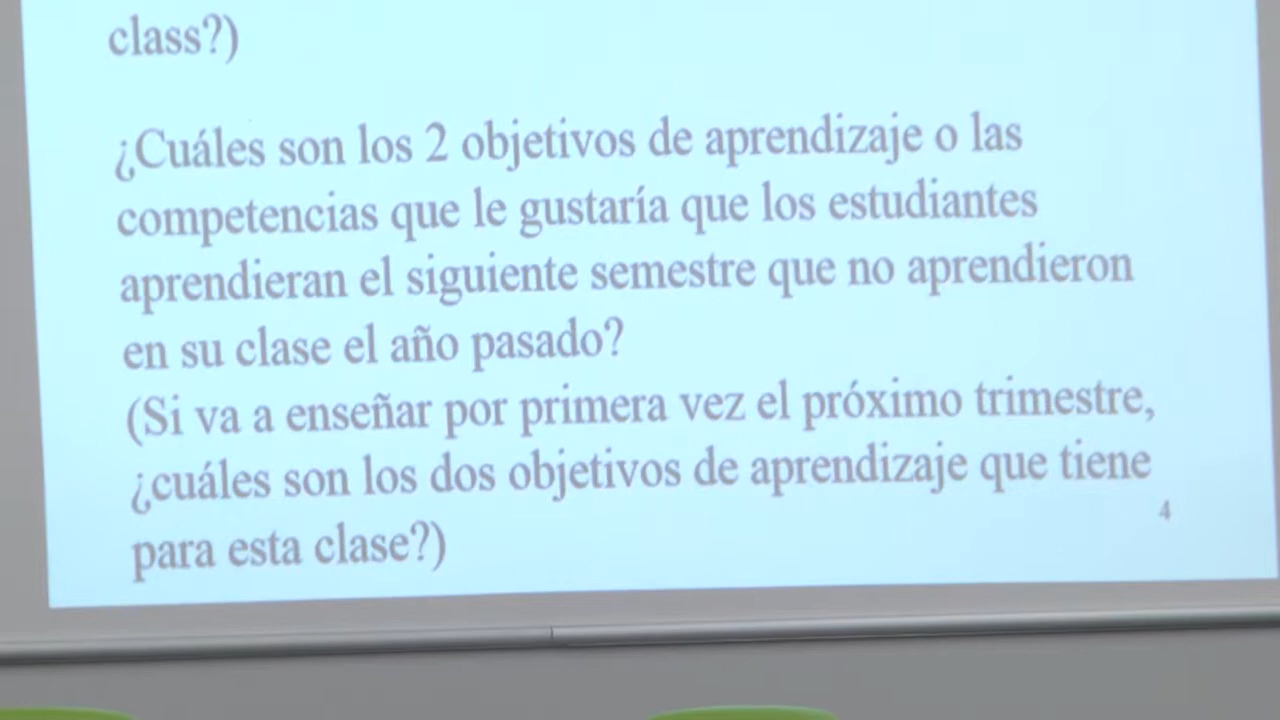 class?)
¿Cuáles son los 2 objetivos de aprendizaje o las
competencias que le gustaría que los estudiantes
aprendieran el siguiente semestre que no aprendieron
en su clase el año pasado?
(Si va a enseñar por primera vez el próximo trimestre,
¿cuáles son los dos objetivos de aprendizaje que tiene
para esta clase?)
4